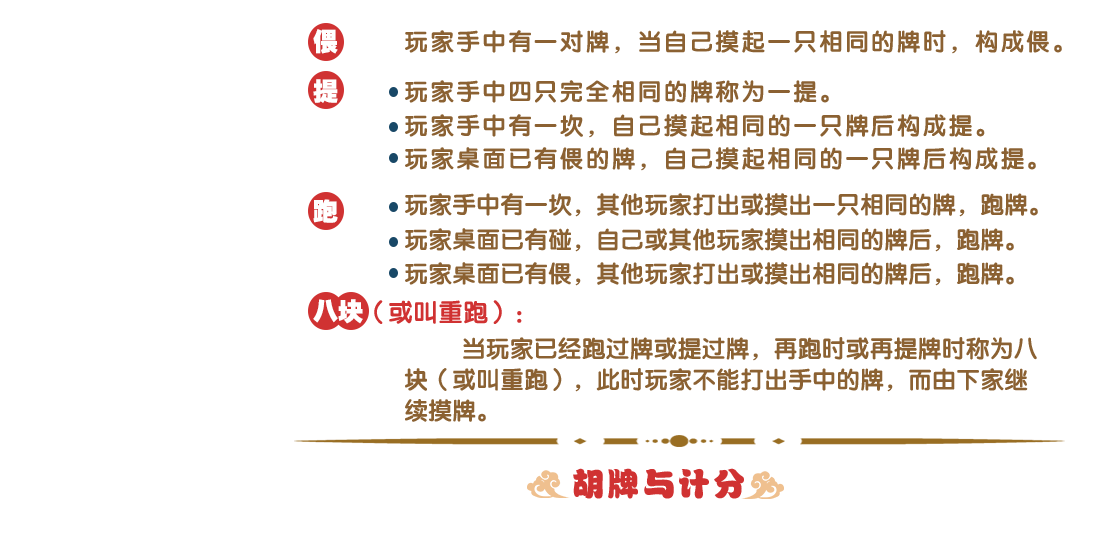 偎 玩家手中有一对牌，当自己摸起一只相同的牌时，构成偎。
提 •玩家手中四只完全相同的牌称为一提。
•玩家手中有一坎，自己摸起相同的一只牌后构成提。
•玩家桌面已有偎的牌，自己摸起相同的一只牌后构成提。
跑 •玩家手中有一坎，其他玩家打出或摸出一只相同的牌，跑牌。
•玩家桌面已有碰，自己或其他玩家摸出相同的牌后，跑牌。
•玩家桌面已有偎，其他玩家打出或摸出相同的牌后，跑牌。
八块（或叫重跑）:
当玩家已经跑过牌或提过牌，再跑时或再提牌时称为八
块（或叫重跑），此时玩家不能打出手中的牌，而由下家继
续摸牌。
胡牌与计分